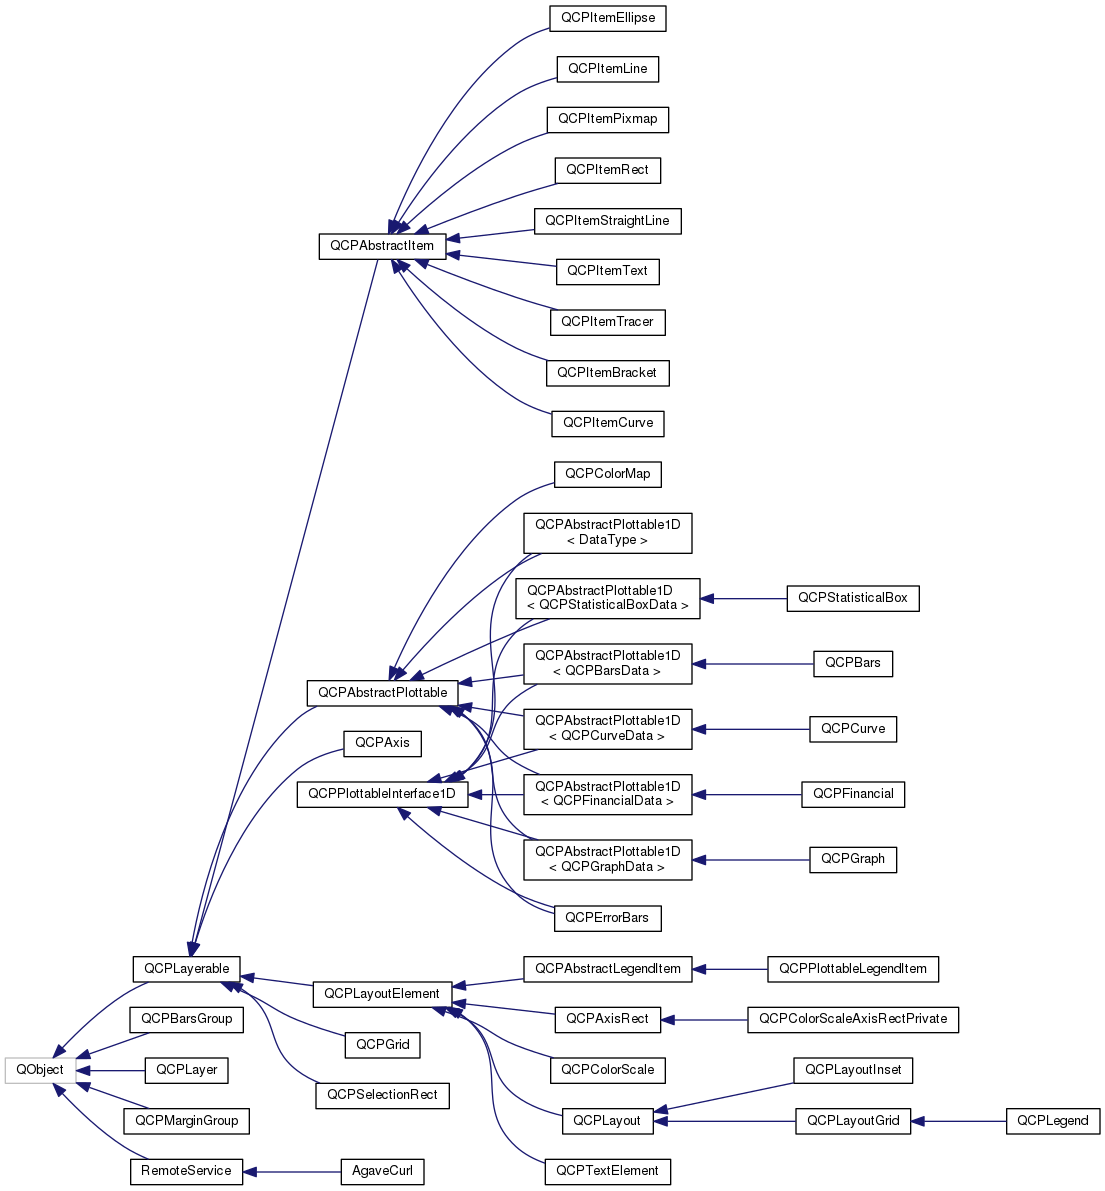 QCPItemEllipse
QCPItemLine
QCPItemPixmap
QCPItemRect
QCPItemStraightLine
QCPAbstractItem
QCPItemText
QCPItemTracer
QCPItemBracket
QCPItemCurve
QCPColorMap
QCPAbstractPlottable1D
< DataType >
QCPAbstractPlottable1D
< QCPStatisticalBoxData >
QCPStatisticalBox
QCPAbstractPlottable1D
< QCPBarsData >
QCPBars
QCPAbstractPlottable
QCPAbstractPlottable1D
< QCPCurveData >
QCPCurve
QCPAxis
QCPPlottableInterface1D
QCPAbstractPlottable1D
< QCPFinancialData >
QCPFinancial
QCPAbstractPlottable1D
< QCPGraphData >
QCPGraph
QCPErrorBars
QCPLayerable
QCPAbstractLegendItem
QCPPlottableLegendItem
QCPLayoutElement
QCPBarsGroup
QCPAxisRect
QCPColorScaleAxisRectPrivate
QCPGrid
QObject
QCPLayer
QCPColorScale
QCPLayoutInset
QCPSelectionRect
QCPMarginGroup
QCPLayout
QCPLayoutGrid
QCPLegend
RemoteService
AgaveCurl
QCPTextElement